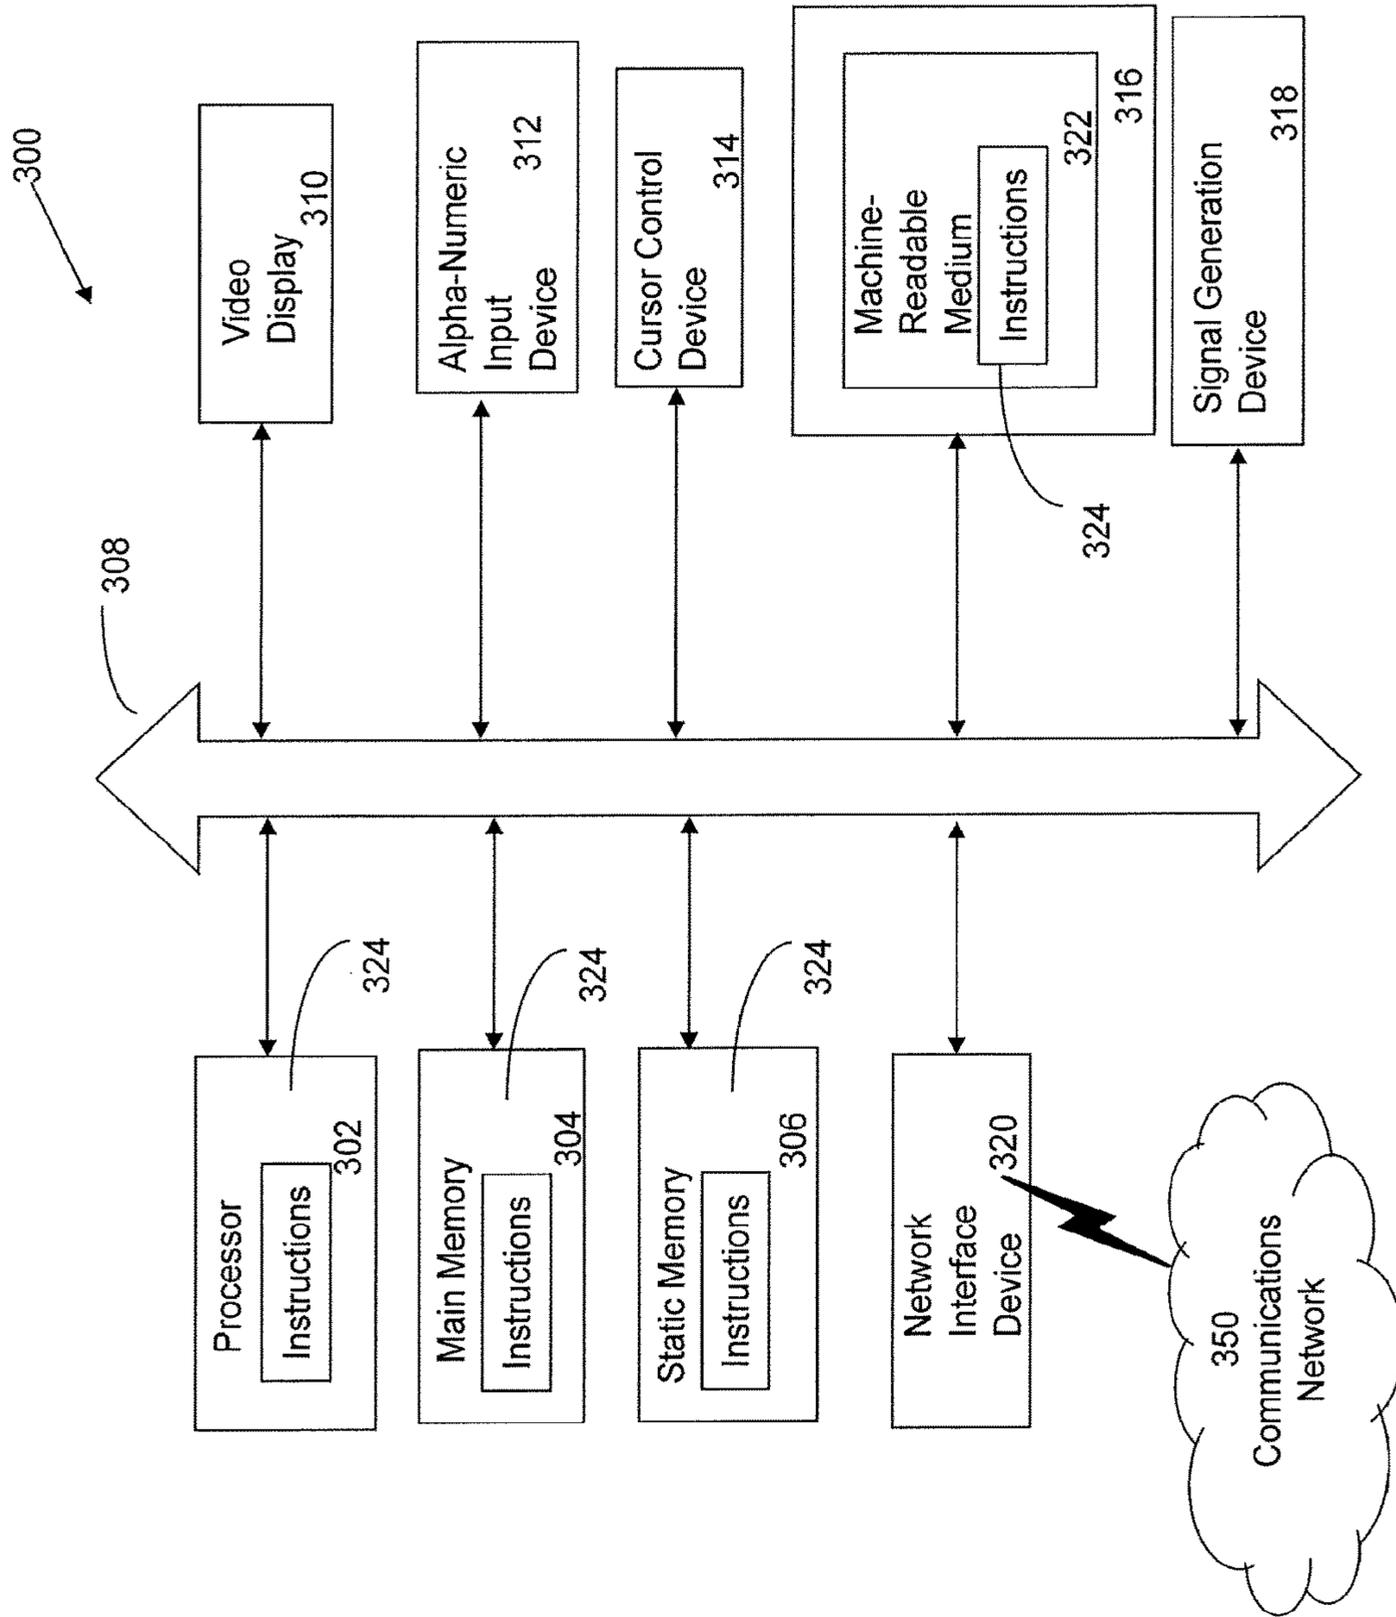 300
308
Processor
Instructions
302
324
Main Memory
Instructions
304
324
Static Memory
Instructions
306
324
Network
Interface
Device
320
350
Communications
Network
Video
Display
310
Alpha-Numeric
Input
Device
312
Cursor Control
Device
314
Machine-
Readable
Medium
Instructions
322
316
324
Signal Generation
Device
318